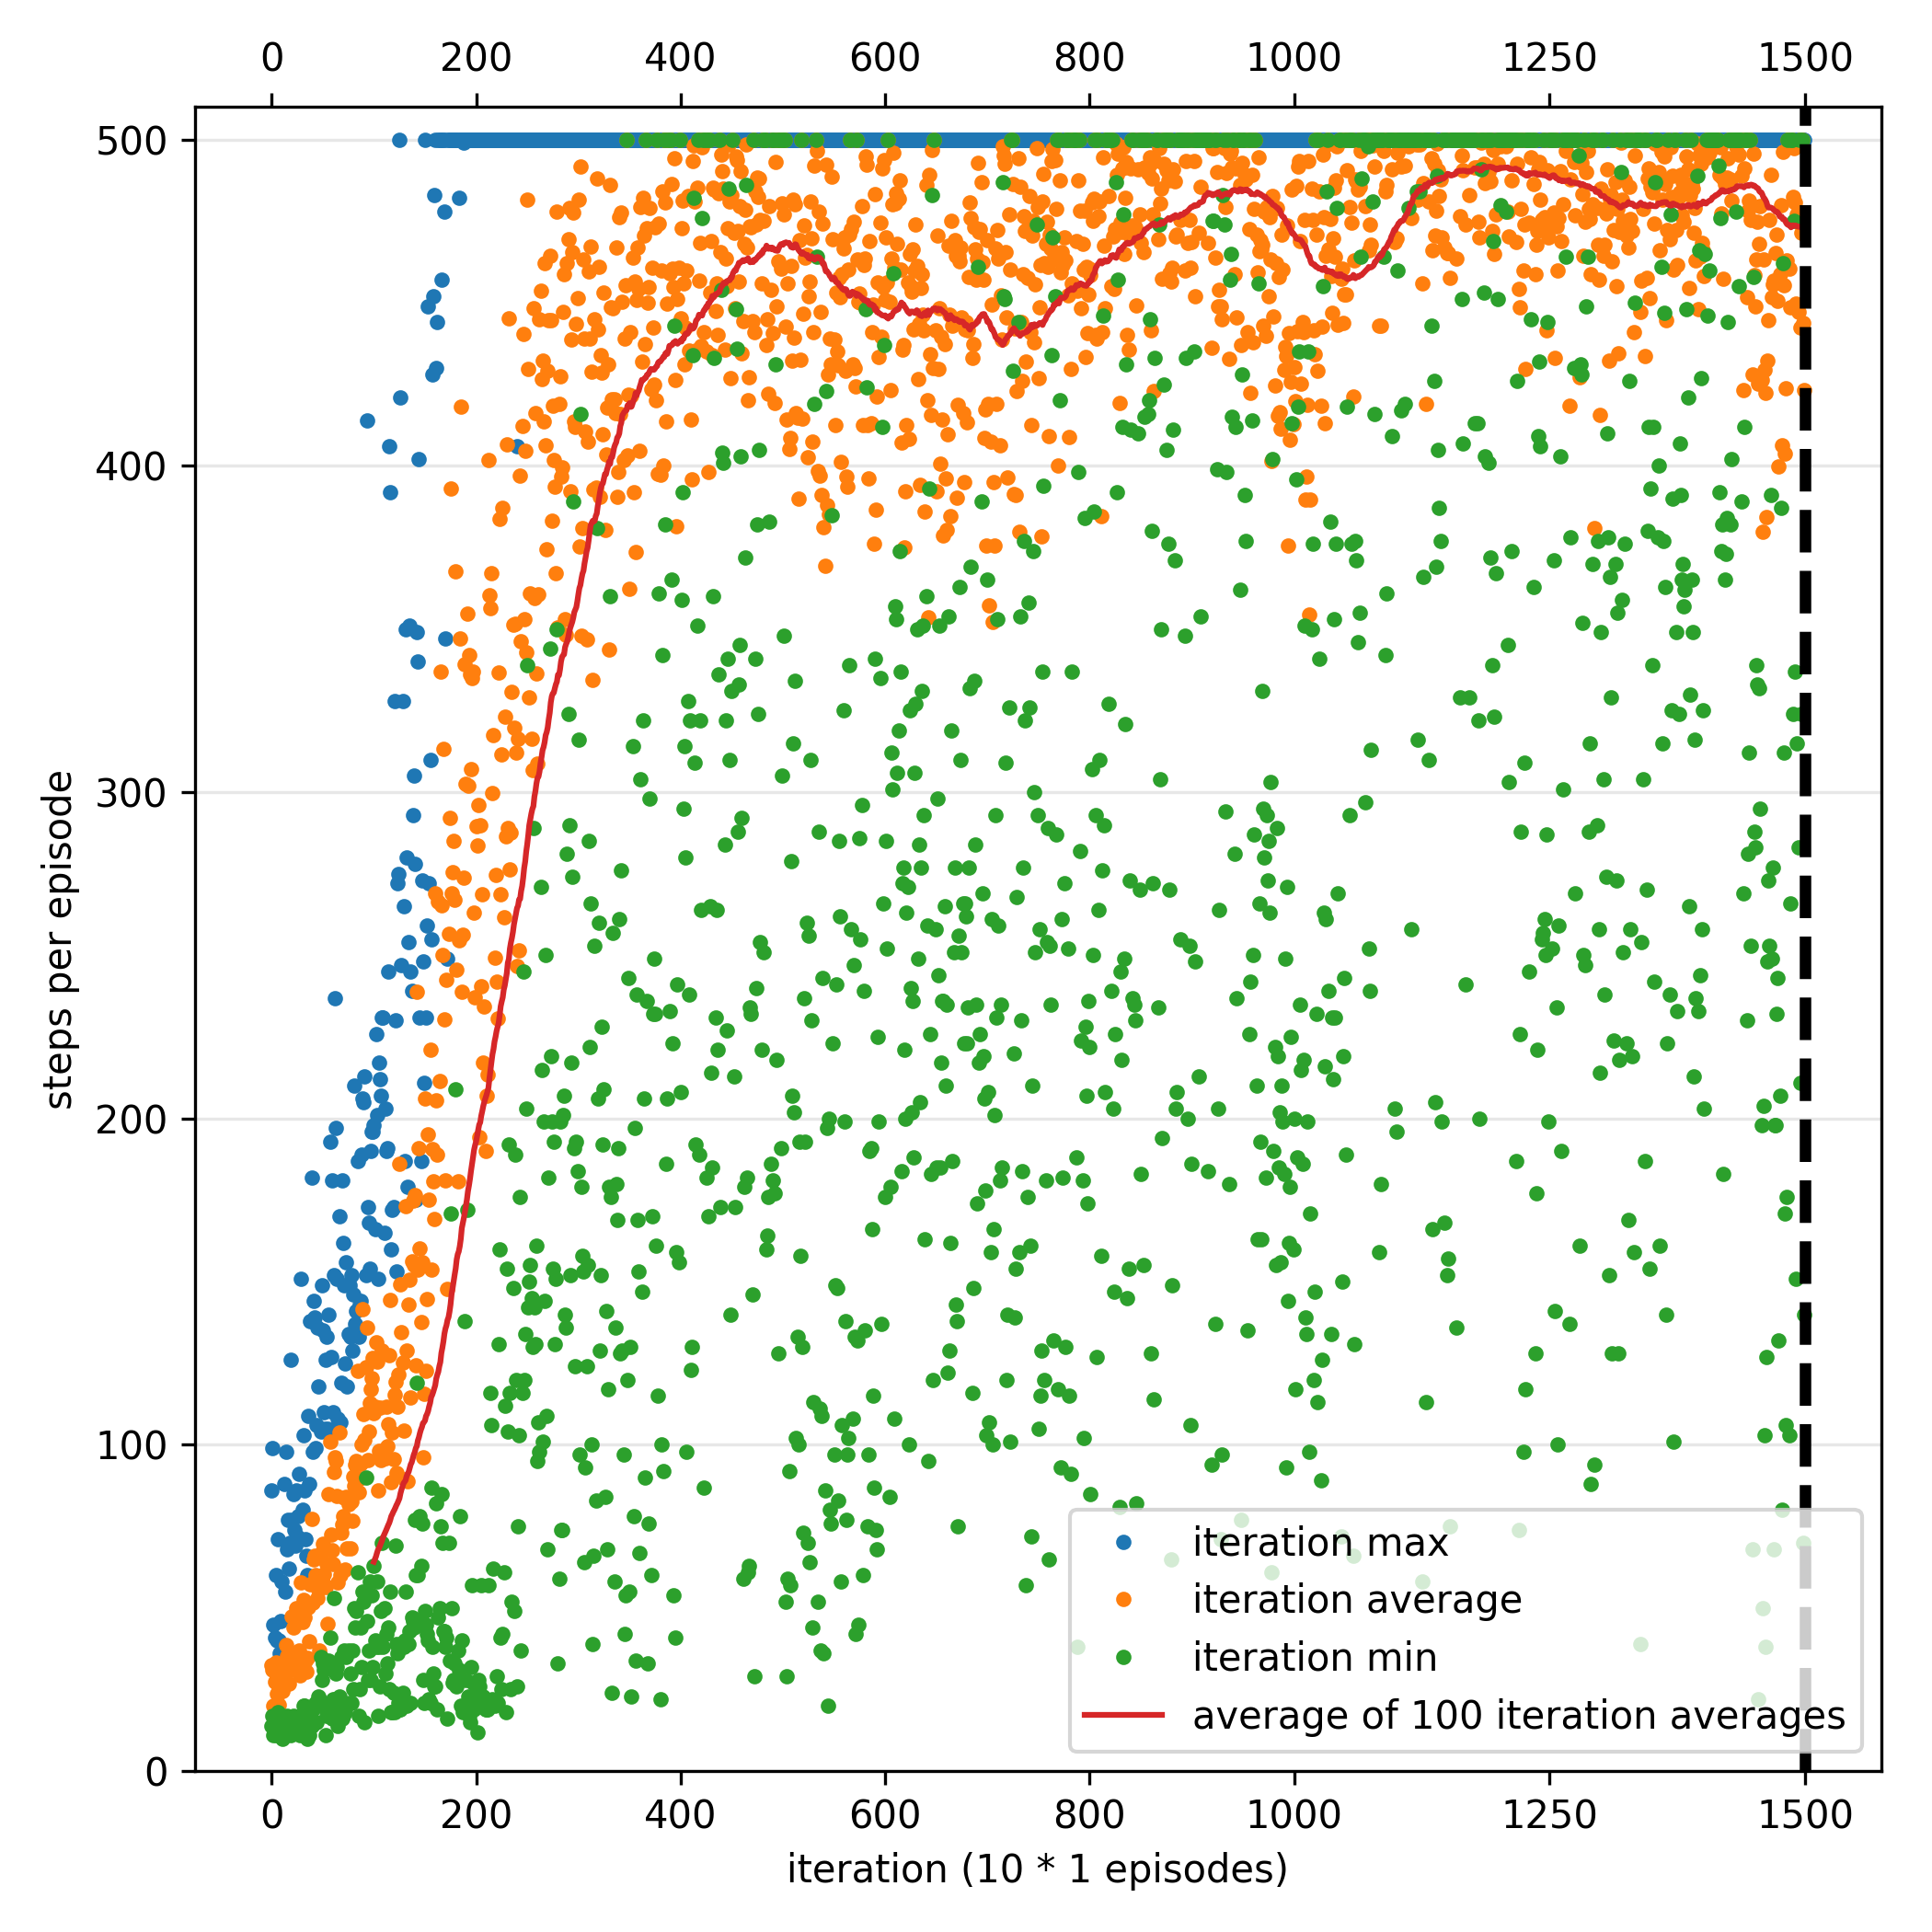 0 200 400 600 800 1000 1250 1500
500
400
300
200
100
0
steps per episode
iteration max
iteration average
iteration min
average of 100 iteration averages
0 200 400 600 800 1000 1250 1500
iteration (10 * 1 episodes)